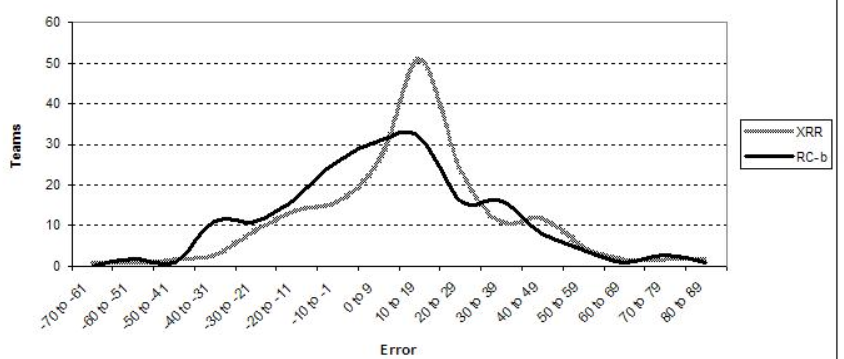 60
50
40
30
20
10
0
Teams
-70 to -61
-60 to -51
-50 to -41
-40 to -31
-30 to -21
-20 to -11
-10 to -1
0 to 9
10 to 19
20 to 29
30 to 39
40 to 49
50 to 59
60 to 69
70 to 79
80 to 89
Error
XRR
RC-b